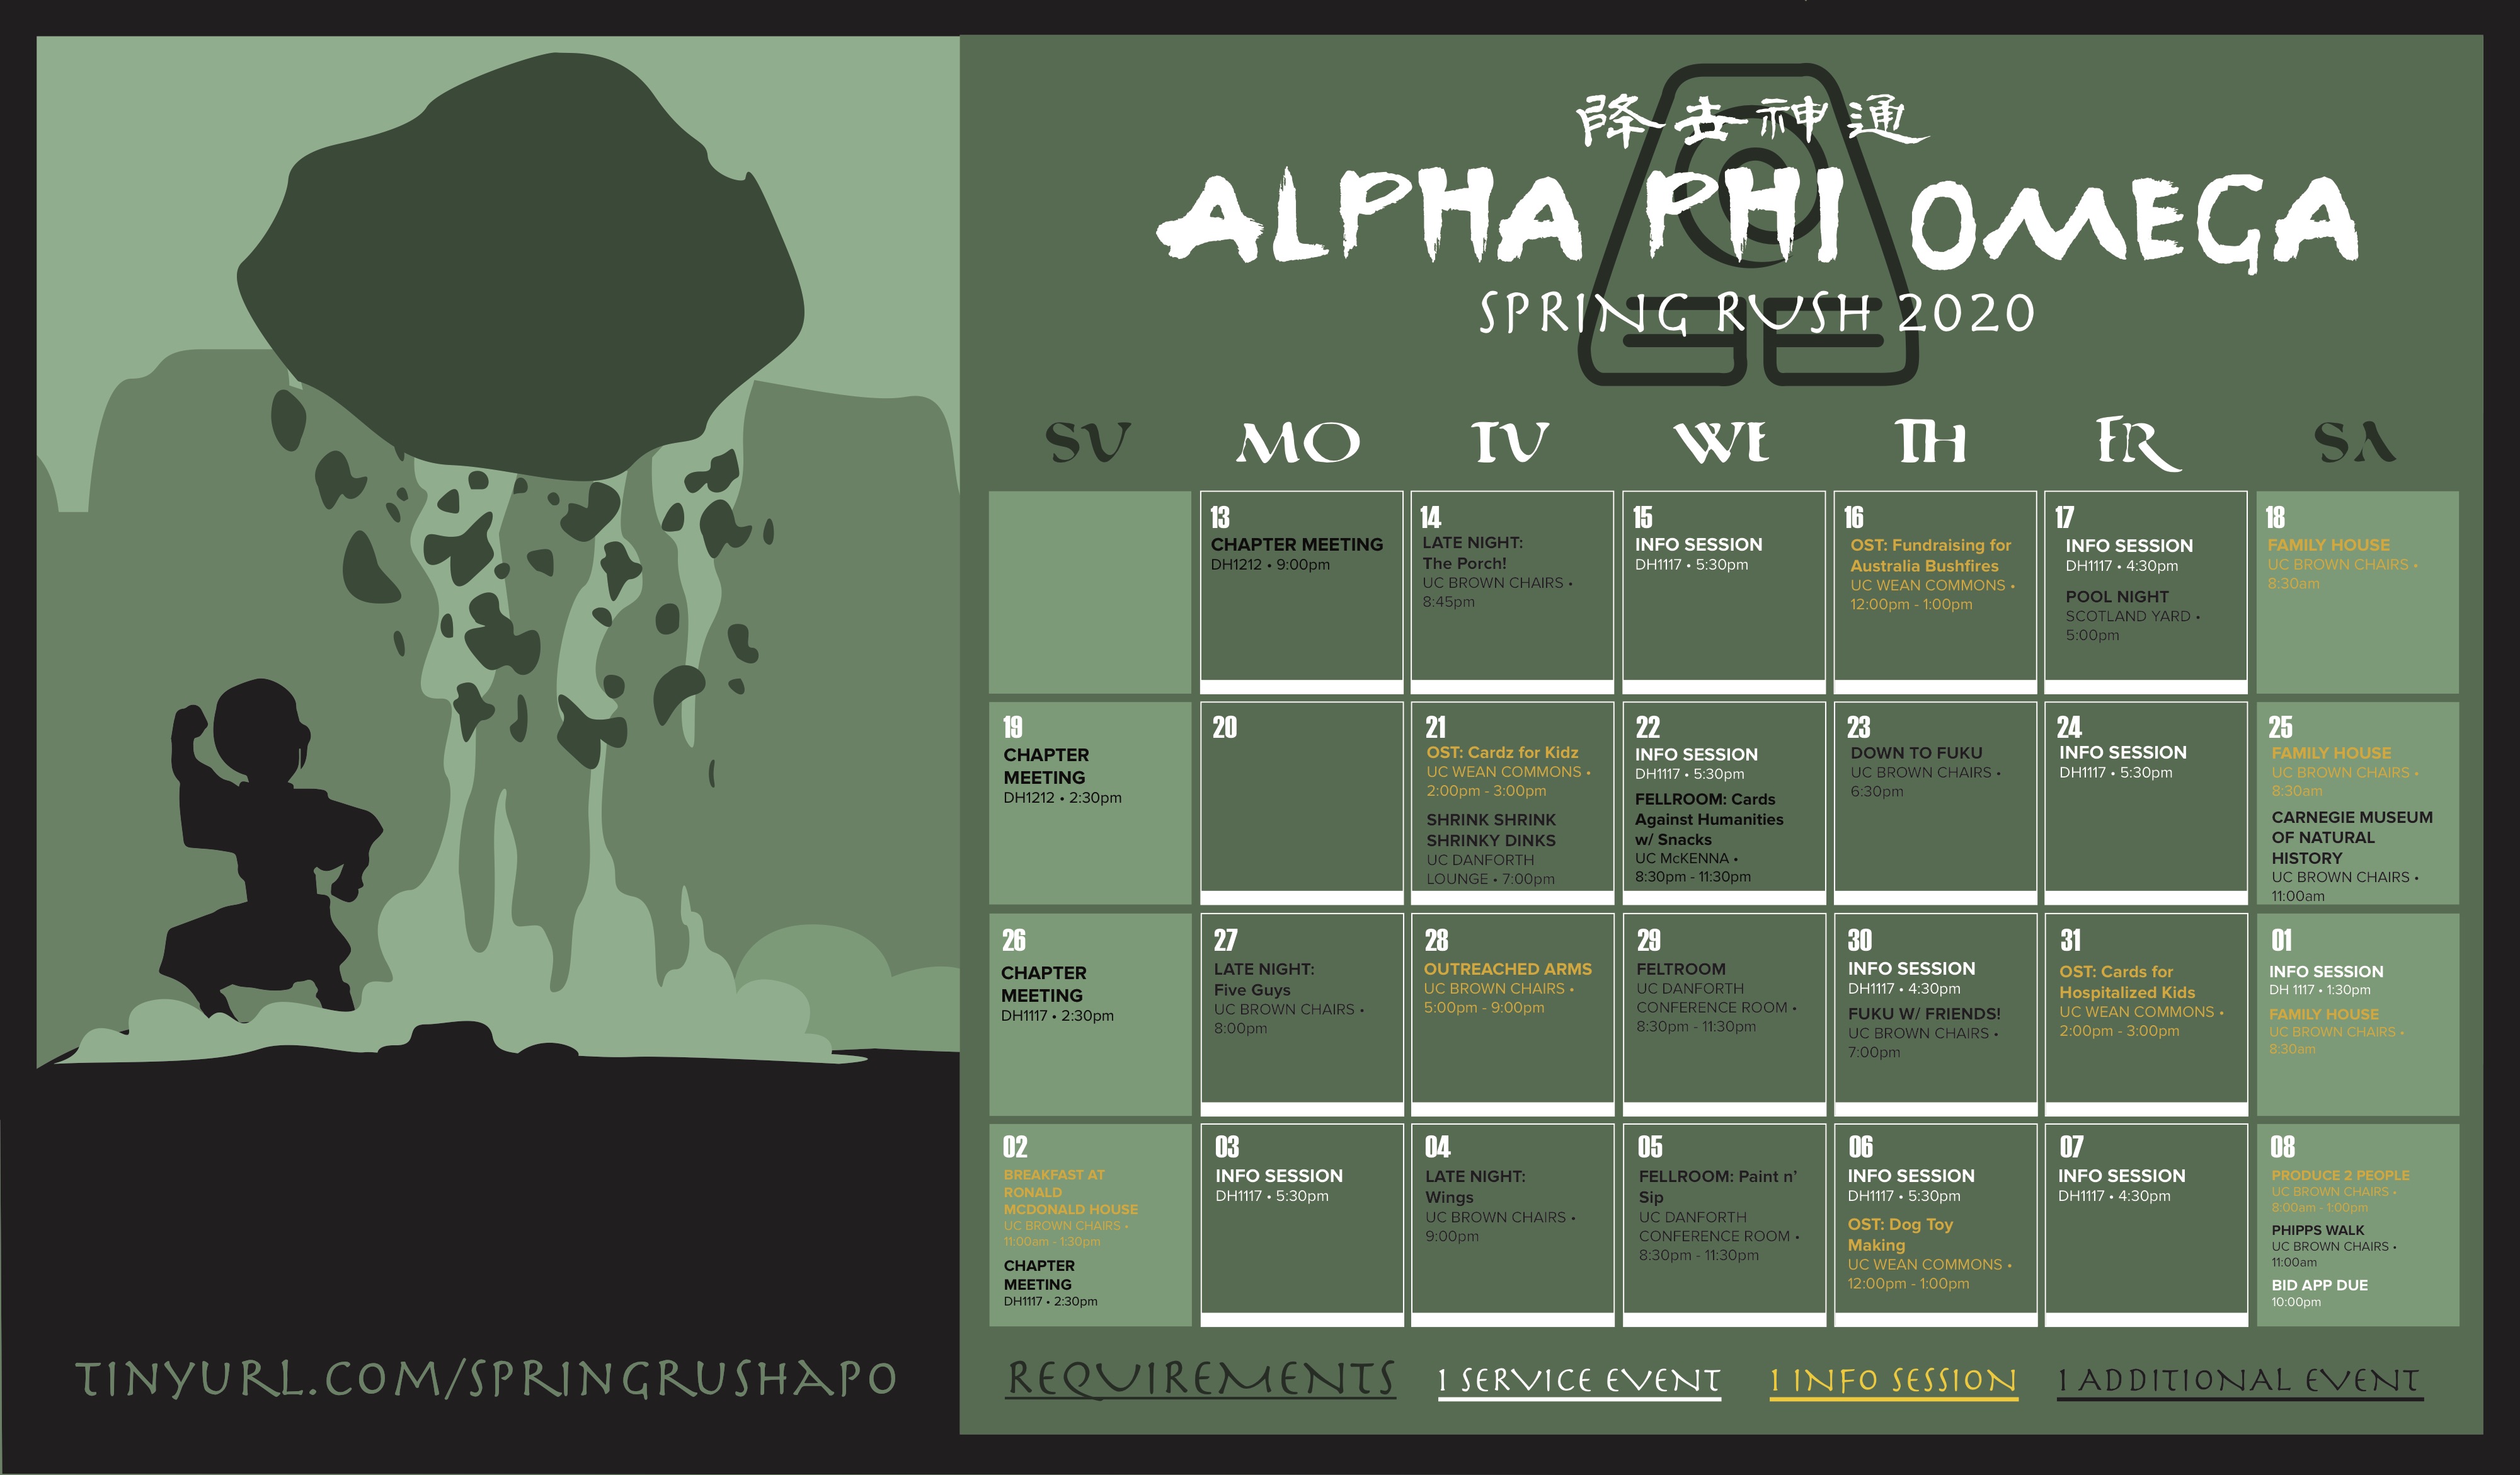 降去神通
ALPHA PHI OMEGA
SPRING RUSH 2020
SU MO TU WE TH FR SA
13
CHAPTER MEETING
DH1212 • 9:00pm
14
LATE NIGHT:
The Porch!
UC BROWN CHAIRS •
8:45pm
15
INFO SESSION
DH1117 • 5:30pm
16
OST: Fundraising for
Australia Bushfires
UC WEAN COMMONS •
12:00pm - 1:00pm
17
INFO SESSION
DH1117 • 4:30pm
POOL NIGHT
SCOTLAND YARD •
5:00pm
18
FAMILY HOUSE
UC BROWN CHAIRS •
8:30am
19
CHAPTER
MEETING
DH1212 • 2:30pm
20
21
OST: Cardz for Kidz
UC WEAN COMMONS •
2:00pm - 3:00pm
SHRINK SHRINK
SHRINKY DINKS
UC DANFORTH
LOUNGE • 7:00pm
22
INFO SESSION
DH1117 • 5:30pm
FELLROOM: Cards
Against Humanities
w/ Snacks
UC McKENNA •
8:30pm - 11:30pm
23
DOWN TO FUKU
UC BROWN CHAIRS •
6:30pm
24
INFO SESSION
DH1117 • 5:30pm
25
FAMILY HOUSE
UC BROWN CHAIRS •
8:30am
CARNEGIE MUSEUM
OF NATURAL
HISTORY
UC BROWN CHAIRS •
11:00am
26
CHAPTER
MEETING
DH1117 • 2:30pm
27
LATE NIGHT:
Five Guys
UC BROWN CHAIRS •
8:00pm
28
OUTREACHED ARMS
UC BROWN CHAIRS •
5:00pm - 9:00pm
29
FELTROOM
UC DANFORTH
CONFERENCE ROOM •
8:30pm - 11:30pm
30
INFO SESSION
DH1117 • 4:30pm
FUKU W/ FRIENDS!
UC BROWN CHAIRS •
7:00pm
31
OST: Cards for
Hospitalized Kids
UC WEAN COMMONS •
2:00pm - 3:00pm
01
INFO SESSION
DH 1117 • 1:30pm
FAMILY HOUSE
UC BROWN CHAIRS •
8:30am
02
BREAKFAST AT
RONALD
MCDONALD HOUSE
UC BROWN CHAIRS •
11:00am - 1:30pm
CHAPTER
MEETING
DH1117 • 2:30pm
03
INFO SESSION
DH1117 • 5:30pm
04
LATE NIGHT:
Wings
UC BROWN CHAIRS •
9:00pm
05
FELLROOM: Paint n'
Sip
UC DANFORTH
CONFERENCE ROOM •
8:30pm - 11:30pm
06
INFO SESSION
DH1117 • 5:30pm
OST: Dog Toy
Making
UC WEAN COMMONS •
12:00pm - 1:00pm
07
INFO SESSION
DH1117 • 4:30pm
08
PRODUCE 2 PEOPLE
UC BROWN CHAIRS •
8:00am - 1:00pm
PHIPPS WALK
UC BROWN CHAIRS •
11:00am
BID APP DUE
10:00pm
TINYURL.COM/SPRINGRUSHAPO
REQUIREMENTS 1 SERVICE EVENT 1 INFO SESSION 1 ADDITIONAL EVENT